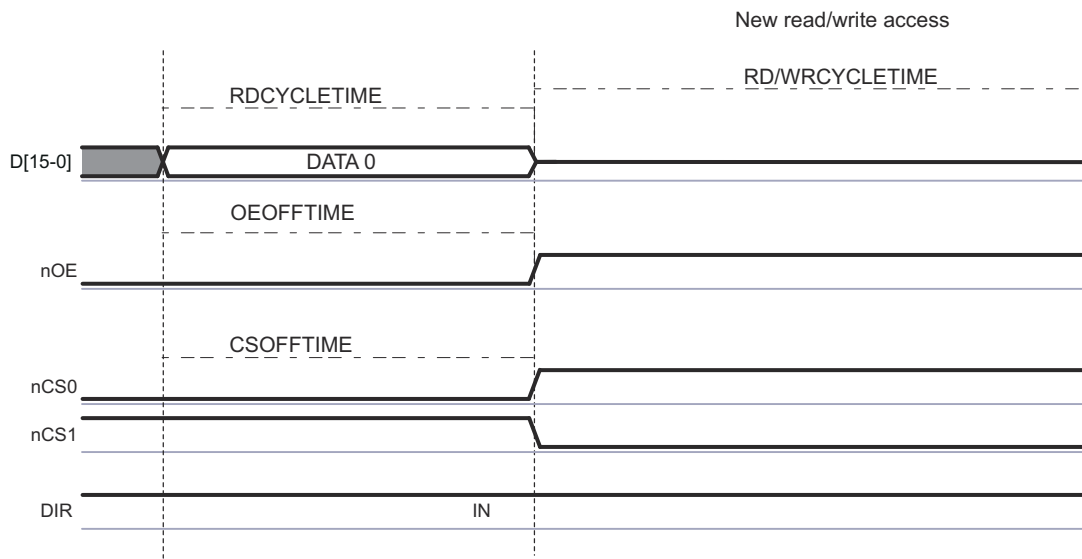 New read/write access
RDCYCLETIME
RD/WRCYCLETIME
D[15-0]
DATA 0
OEOFFTIME
nOE
CSOFFTIME
nCS0
nCS1
DIR
IN